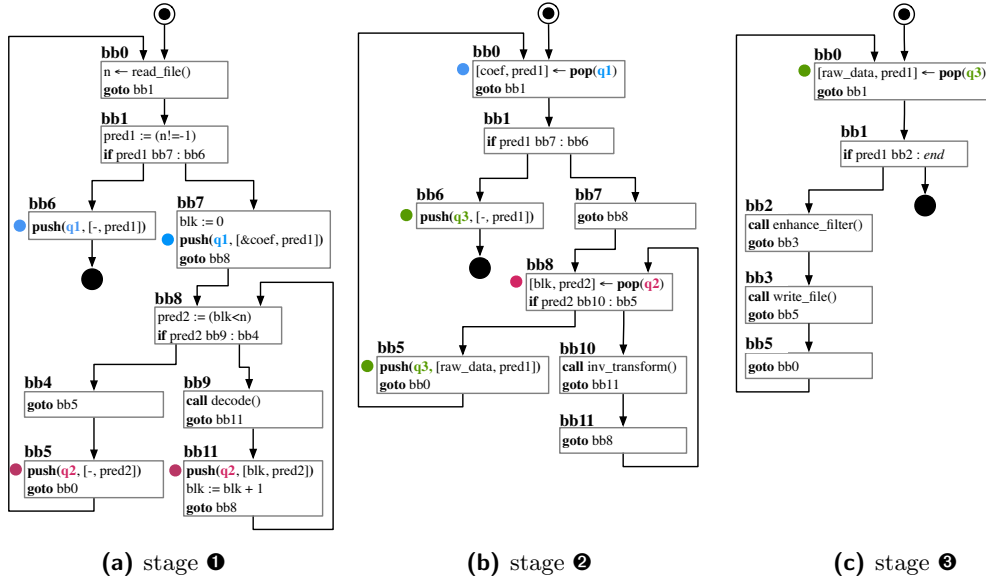 bb0
n ← read_file()
goto bb1
bb1
pred1 := (n!=-1)
if pred1 bb7 : bb6
bb6
push(q1, [-, pred1])
bb7
blk := 0
push(q1, [&coef, pred1])
goto bb8
bb8
pred2 := (blk<n)
if pred2 bb9 : bb4
bb4
goto bb5
bb9
call decode()
goto bb11
bb5
push(q2, [-, pred2])
goto bb0
bb11
push(q2, [blk, pred2])
blk := blk + 1
goto bb8
(a) stage ❶
bb0
[coef, pred1] ← pop(q1)
goto bb1
bb1
if pred1 bb7 : bb6
bb6
push(q3, [-, pred1])
bb7
goto bb8
bb8
[blk, pred2] ← pop(q2)
if pred2 bb10 : bb5
bb5
push(q3, [raw_data, pred1])
goto bb0
bb10
call inv_transform()
goto bb11
bb11
goto bb8
(b) stage ❷
bb0
[raw_data, pred1] ← pop(q3)
goto bb1
bb1
if pred1 bb2 : end
bb2
call enhance_filter()
goto bb3
bb3
call write_file()
goto bb5
bb5
goto bb0
(c) stage ❸